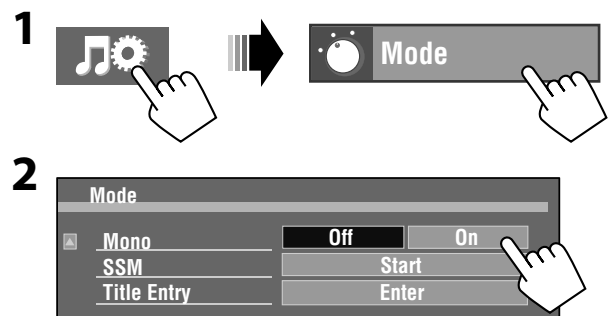 1
Mode
2
Mode
Mono Off On
SSM Start
Title Entry Enter